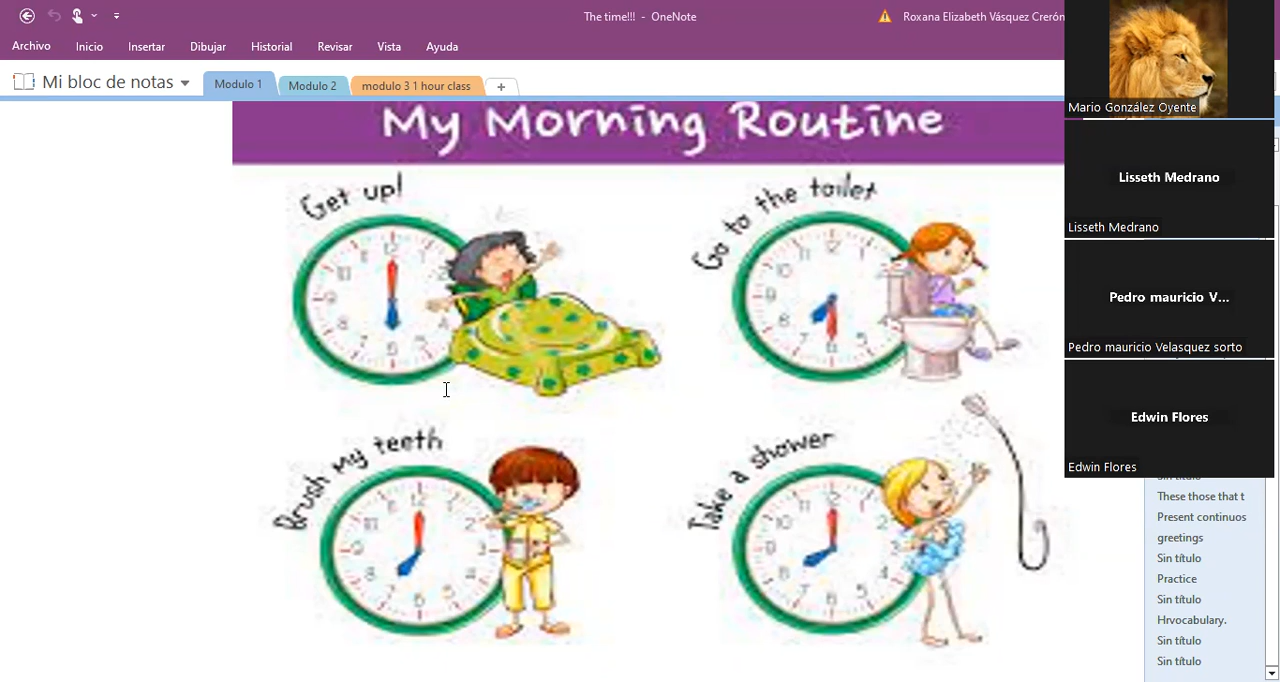 The time!!! - OneNote
Roxana Elizabeth Vásquez Crerón
Archivo
Inicio
Insertar
Dibujar
Historial
Revisar
Vista
Ayuda
Mi bloc de notas
Modulo 1
Modulo 2
modulo 3 1 hour class
+
My Morning Routine
Get up!
Go to the toilet
Brush my teeth
Take a shower
Mario González Oyente
Lisseth Medrano
Lisseth Medrano
Pedro mauricio V...
Pedro mauricio Velasquez sorto
Edwin Flores
Edwin Flores
Sin título
These those that t
Present continuos
greetings
Sin título
Practice
Sin título
Hrvocabulary.
Sin título
Sin título